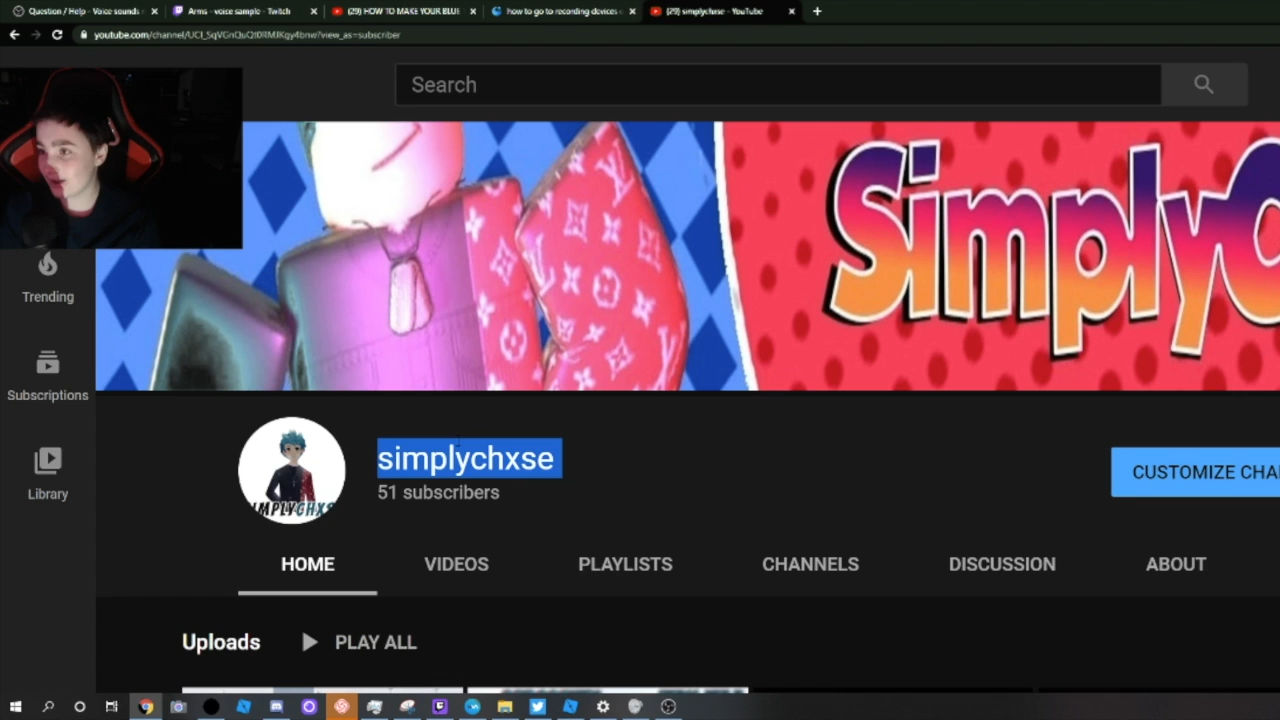 Question / Help - Voice sounds
Arms - voice sample - Twitch
(29) HOW TO MAKE YOUR BLUE
how to go to recording devices
(29) simplychxse - YouTube
youtube.com/channel/
?view_as=subscriber
Search
SimplyC
Trending
Subscriptions
Library
simplychxse
51 subscribers
CUSTOMIZE CHA
IMPLYCHXS
HOME VIDEOS PLAYLISTS CHANNELS DISCUSSION ABOUT
Uploads PLAY ALL